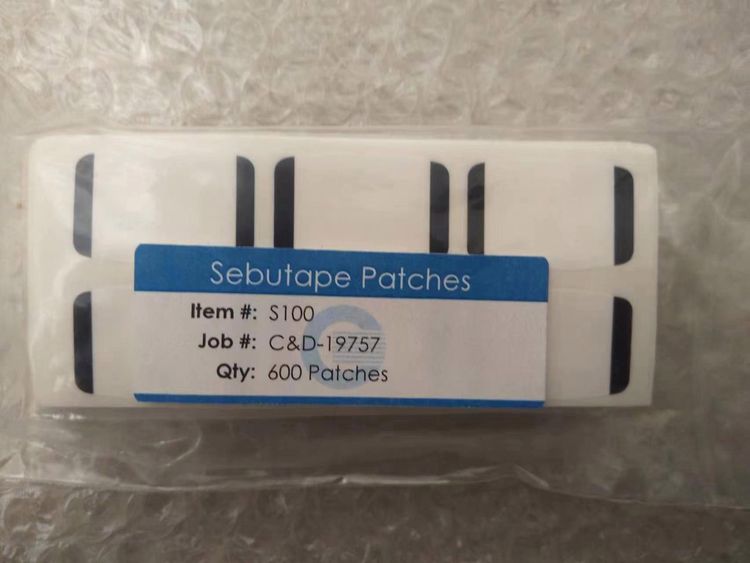 Sebutape Patches
Item #: S100
Job #: C&D-19757
Qty: 600 Patches